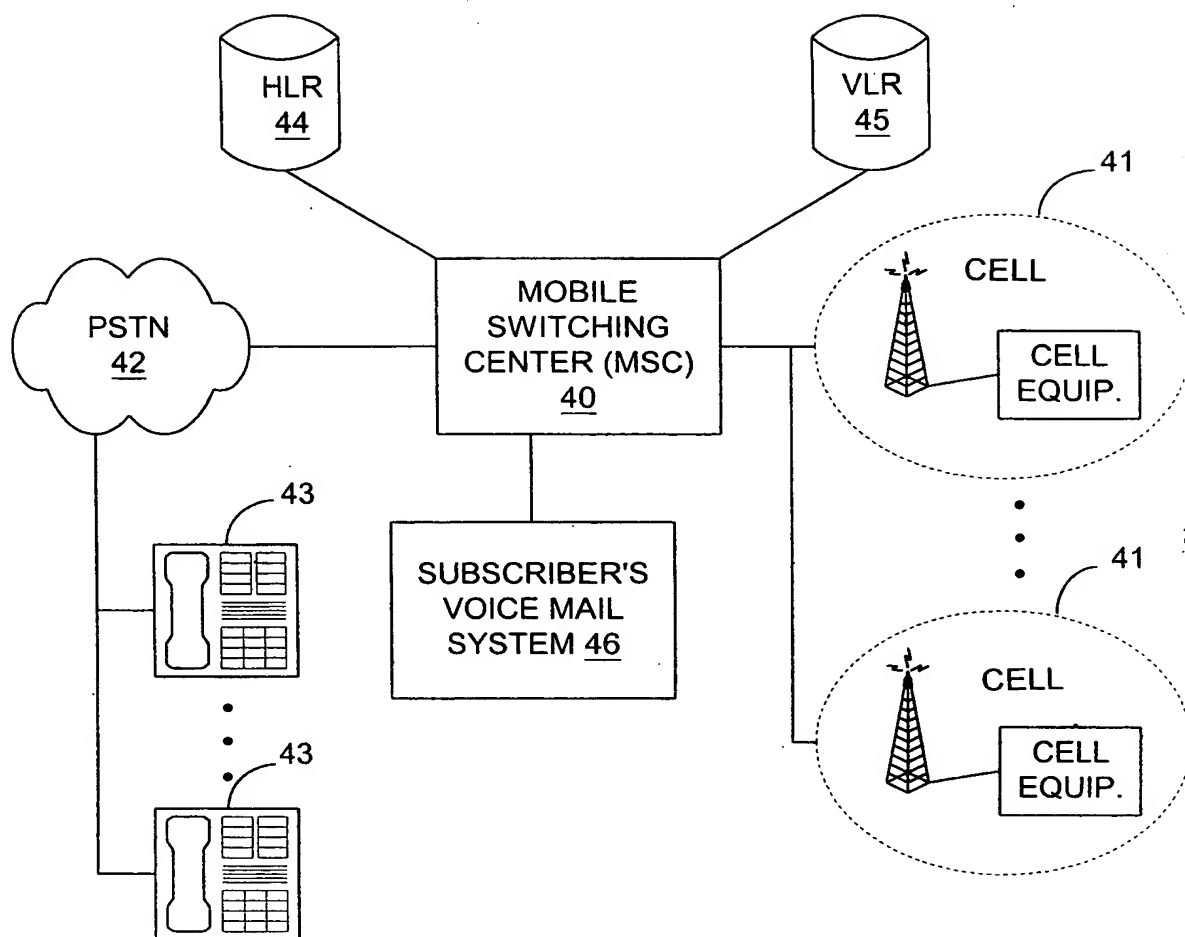 HLR
44
VLR
45
41
PSTN
42
MOBILE
SWITCHING
CENTER (MSC)
40
CELL
CELL
EQUIP.
43
SUBSCRIBER'S
VOICE MAIL
SYSTEM 46
41
CELL
CELL
EQUIP.
43